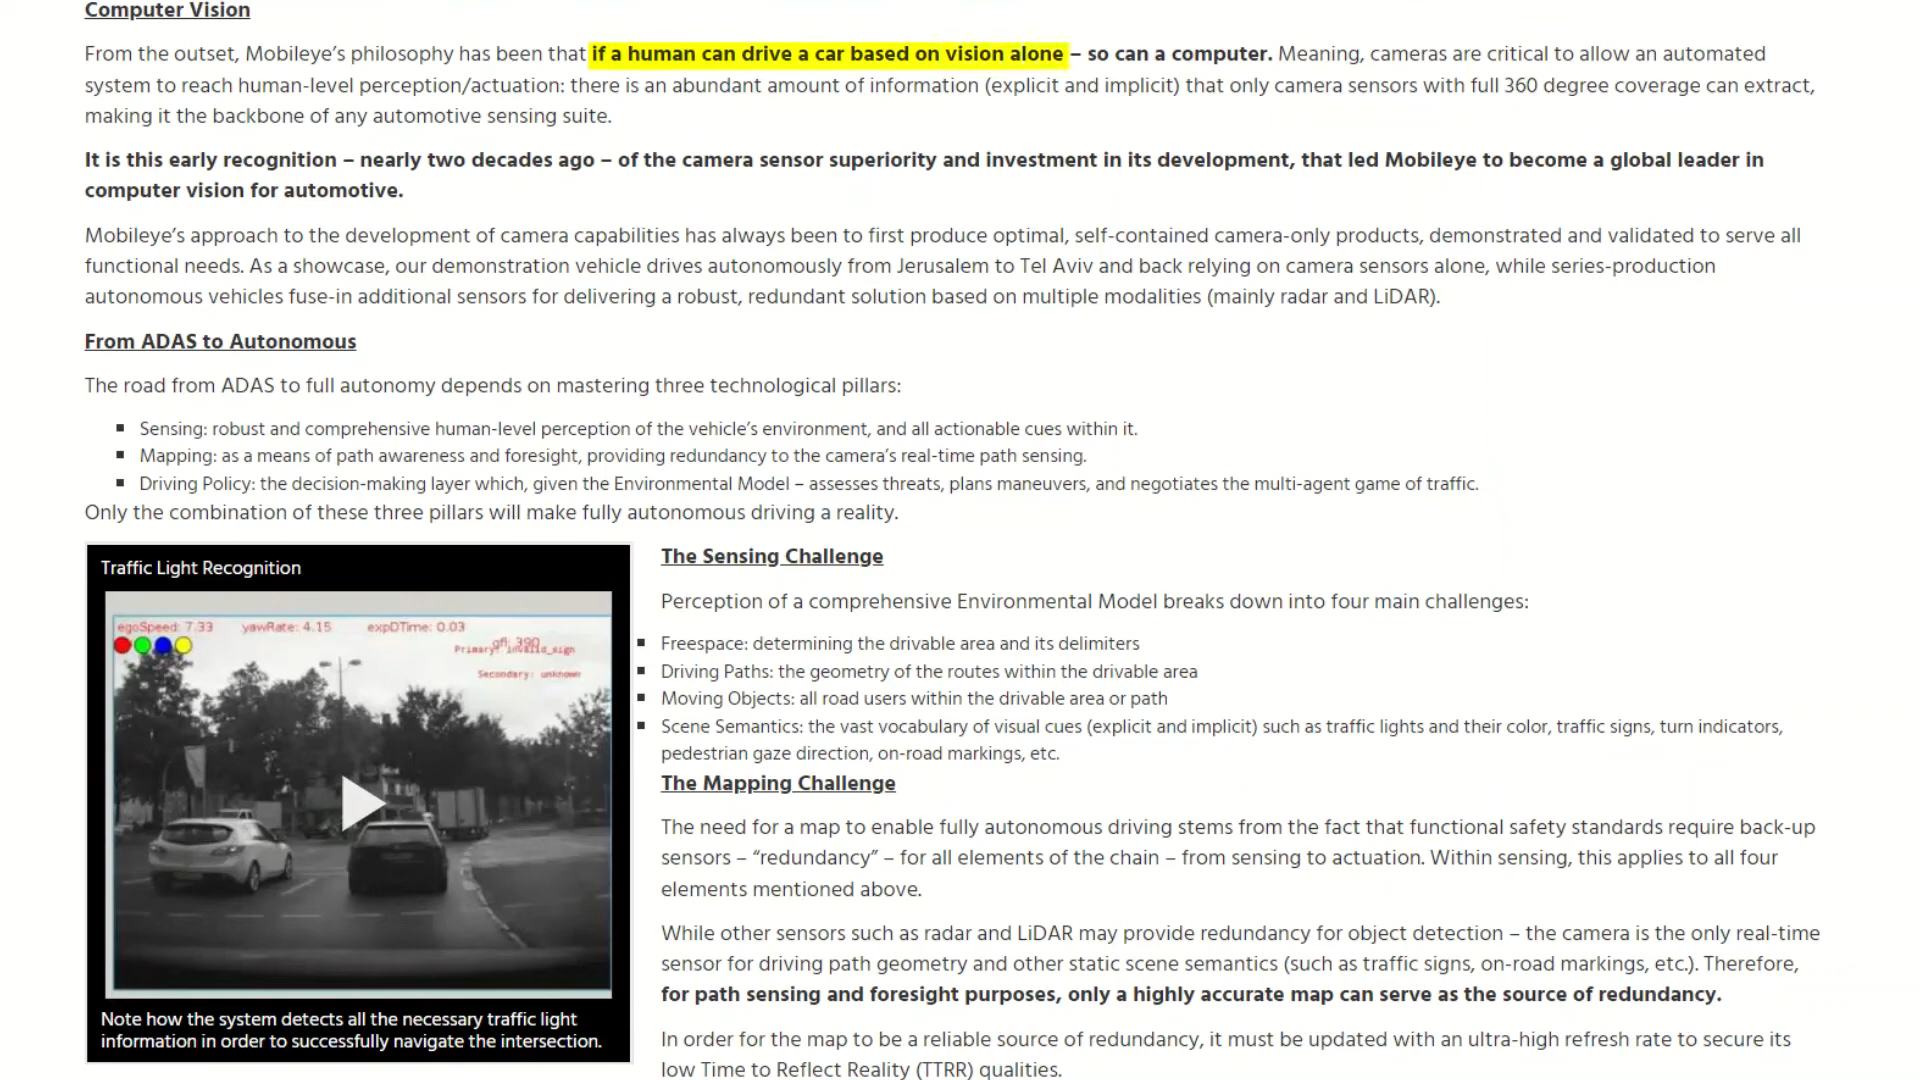 Computer Vision
From the outset, Mobileye’s philosophy has been that if a human can drive a car based on vision alone – so can a computer. Meaning, cameras are critical to allow an automated
system to reach human-level perception/actuation: there is an abundant amount of information (explicit and implicit) that only camera sensors with full 360 degree coverage can extract,
making it the backbone of any automotive sensing suite.
It is this early recognition – nearly two decades ago – of the camera sensor superiority and investment in its development, that led Mobileye to become a global leader in
computer vision for automotive.
Mobileye’s approach to the development of camera capabilities has always been to first produce optimal, self-contained camera-only products, demonstrated and validated to serve all
functional needs. As a showcase, our demonstration vehicle drives autonomously from Jerusalem to Tel Aviv and back relying on camera sensors alone, while series-production
autonomous vehicles fuse-in additional sensors for delivering a robust, redundant solution based on multiple modalities (mainly radar and LiDAR).
From ADAS to Autonomous
The road from ADAS to full autonomy depends on mastering three technological pillars:
Sensing: robust and comprehensive human-level perception of the vehicle’s environment, and all actionable cues within it.
Mapping: as a means of path awareness and foresight, providing redundancy to the camera’s real-time path sensing.
Driving Policy: the decision-making layer which, given the Environmental Model – assesses threats, plans maneuvers, and negotiates the multi-agent game of traffic.
Only the combination of these three pillars will make fully autonomous driving a reality.
Traffic Light Recognition
egoSpeed: 7.33 yawRate: 4.15 expDTime: 0.03
gfi: 390
Primary: invalid_sign
Secondary: unknown
Note how the system detects all the necessary traffic light
information in order to successfully navigate the intersection.
The Sensing Challenge
Perception of a comprehensive Environmental Model breaks down into four main challenges:
Freespace: determining the drivable area and its delimiters
Driving Paths: the geometry of the routes within the drivable area
Moving Objects: all road users within the drivable area or path
Scene Semantics: the vast vocabulary of visual cues (explicit and implicit) such as traffic lights and their color, traffic signs, turn indicators,
pedestrian gaze direction, on-road markings, etc.
The Mapping Challenge
The need for a map to enable fully autonomous driving stems from the fact that functional safety standards require back-up
sensors – “redundancy” – for all elements of the chain – from sensing to actuation. Within sensing, this applies to all four
elements mentioned above.
While other sensors such as radar and LiDAR may provide redundancy for object detection – the camera is the only real-time
sensor for driving path geometry and other static scene semantics (such as traffic signs, on-road markings, etc.). Therefore,
for path sensing and foresight purposes, only a highly accurate map can serve as the source of redundancy.
In order for the map to be a reliable source of redundancy, it must be updated with an ultra-high refresh rate to secure its
low Time to Reflect Reality (TTRR) qualities.